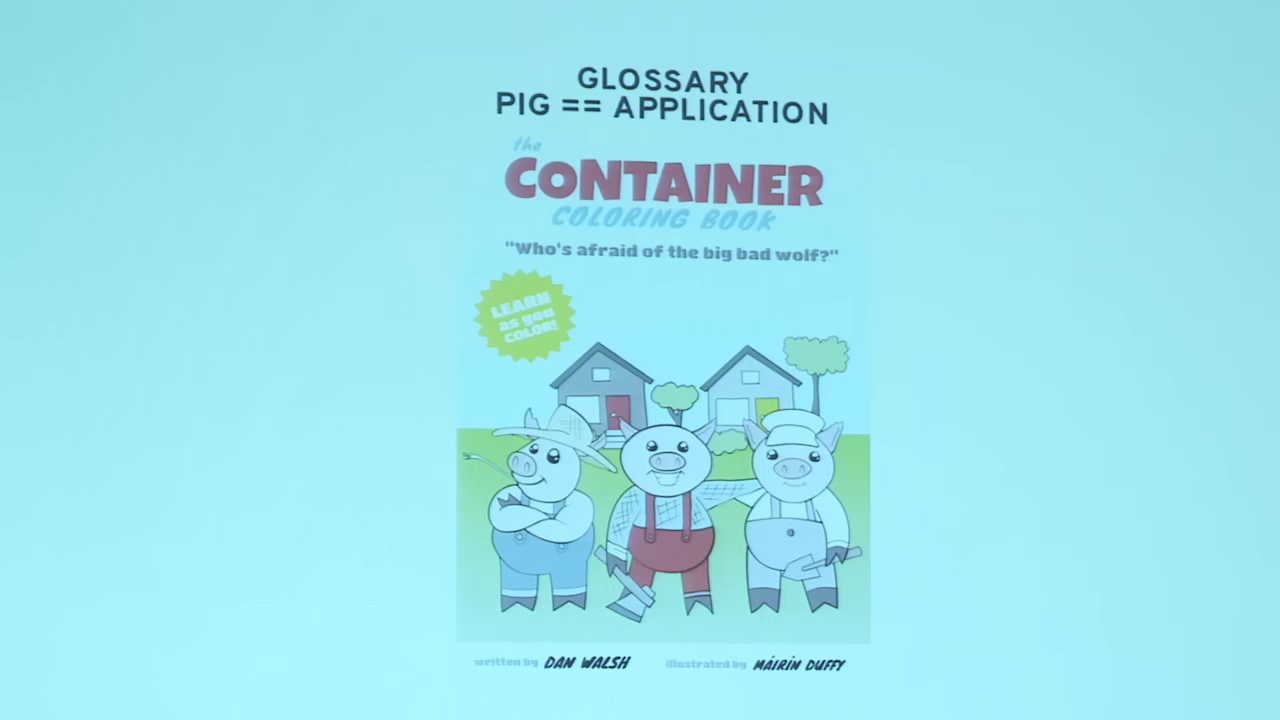 GLOSSARY
PIG == APPLICATION
the
CONTAINER
COLORING BOOK
"Who's afraid of the big bad wolf?"
LEARN
as you
COLOR!
written by DAN WALSH
illustrated by MÁIRÍN DUFFY